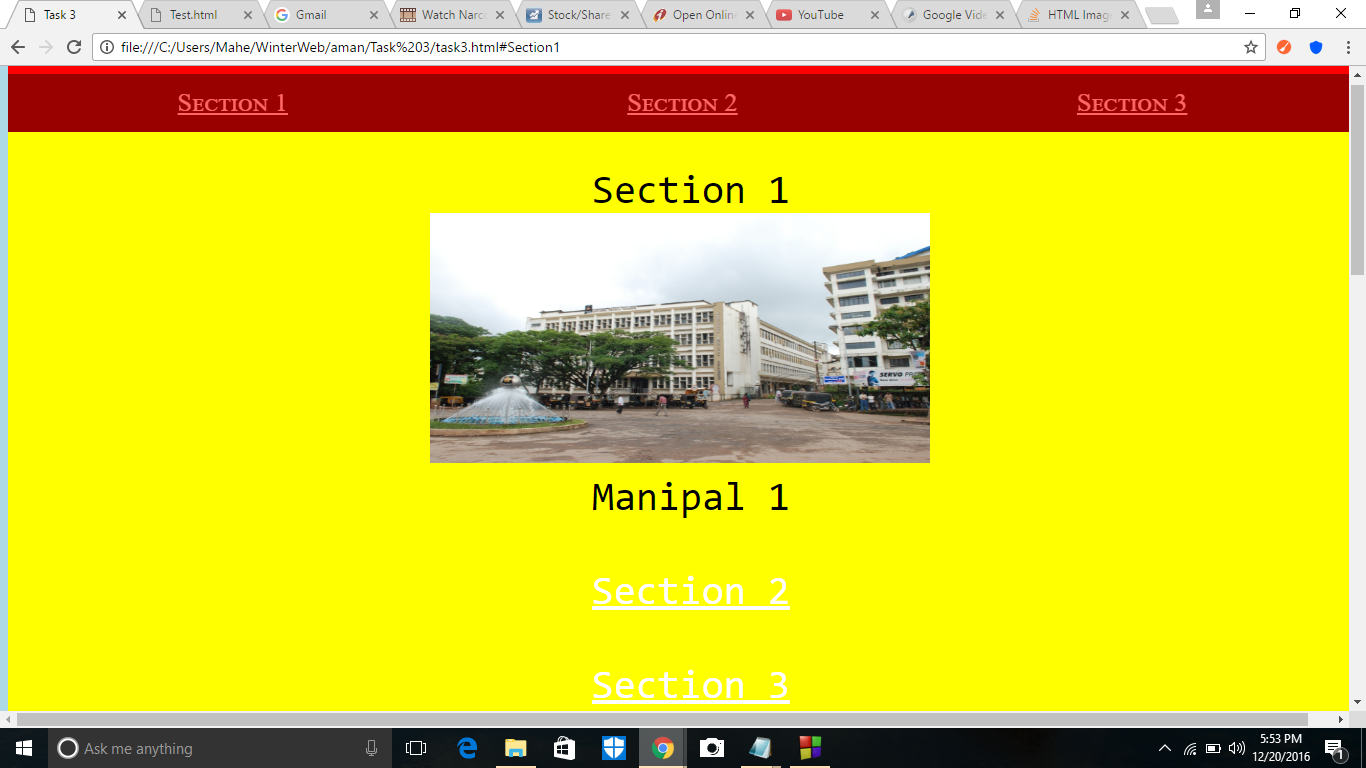 Task 3
Test.html
Gmail
Watch Narc
Stock/Share
Open Onlin
YouTube
Google Vid
HTML Imag
file:///C:/Users/Mahe/WinterWeb/aman/Task%203/task3.html#Section1
Section 1 Section 2 Section 3
Section 1
SERVO PR
Manipal 1
Section 2
Section 3
Ask me anything
5:53 PM
12/20/2016
1